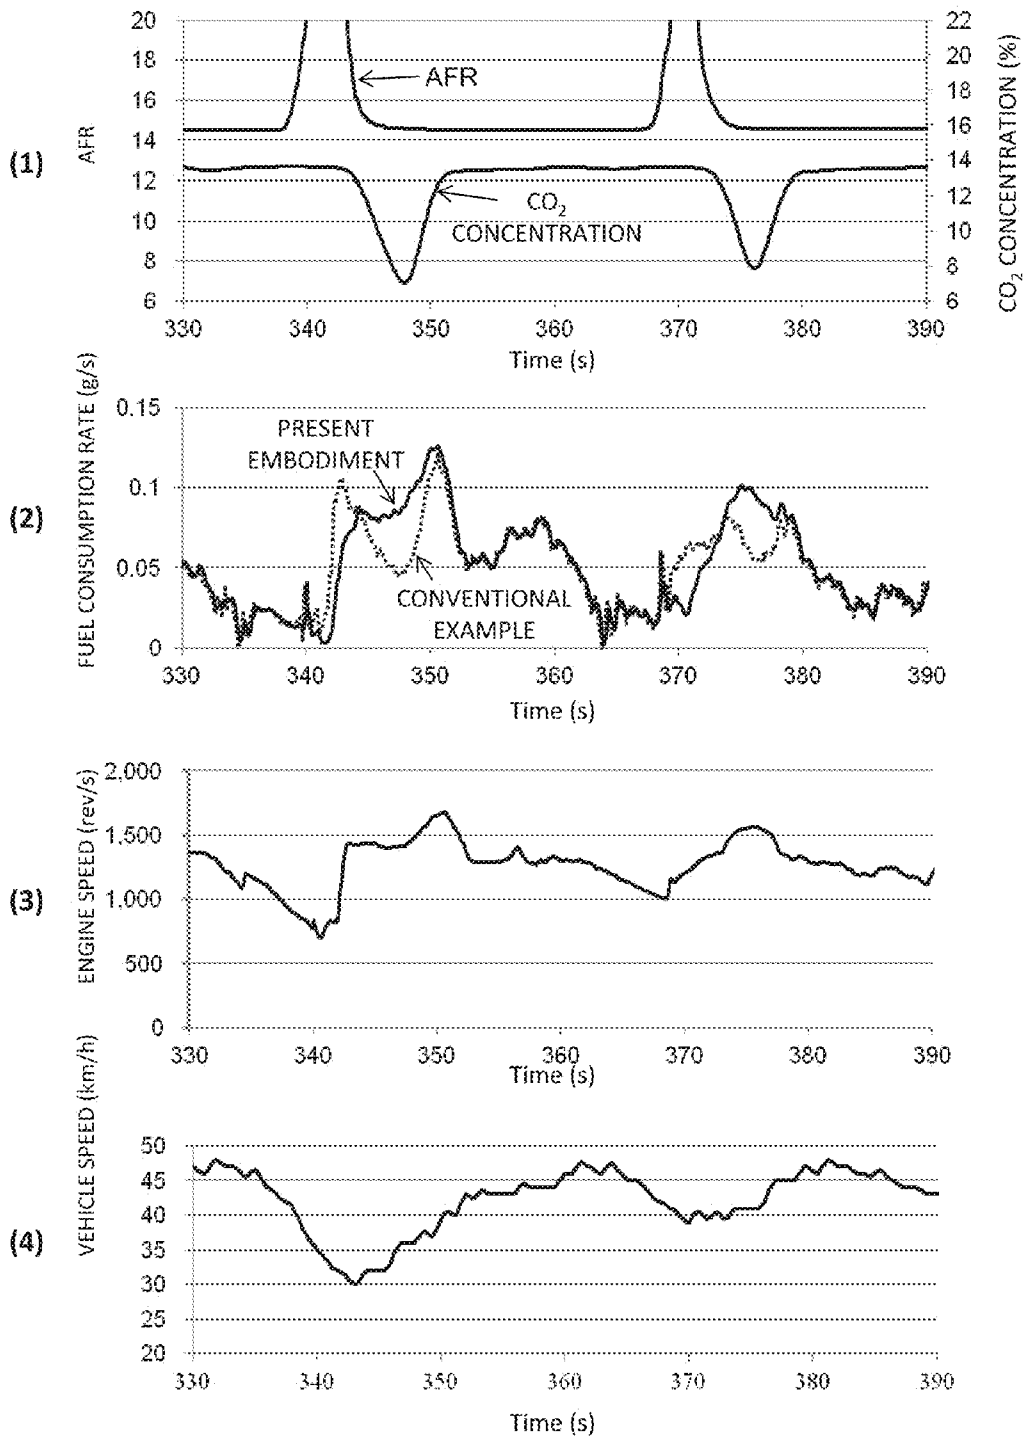 (1)
AFR
20
18
16
14
12
10
8
6
22
20
18
16
14
12
10
8
6
CO2 CONCENTRATION (%)
AFR
CO2
CONCENTRATION
330 340 350 360 370 380 390
Time (s)
(2)
FUEL CONSUMPTION RATE (g/s)
0.15
0.1
0.05
0
PRESENT
EMBODIMENT
CONVENTIONAL
EXAMPLE
330 340 350 360 370 380 390
Time (s)
(3)
ENGINE SPEED (rev/s)
2,000
1,500
1,000
500
0
330 340 350 360 370 380 390
Time (s)
(4)
VEHICLE SPEED (km/h)
50
45
40
35
30
25
20
330 340 350 360 370 380 390
Time (s)